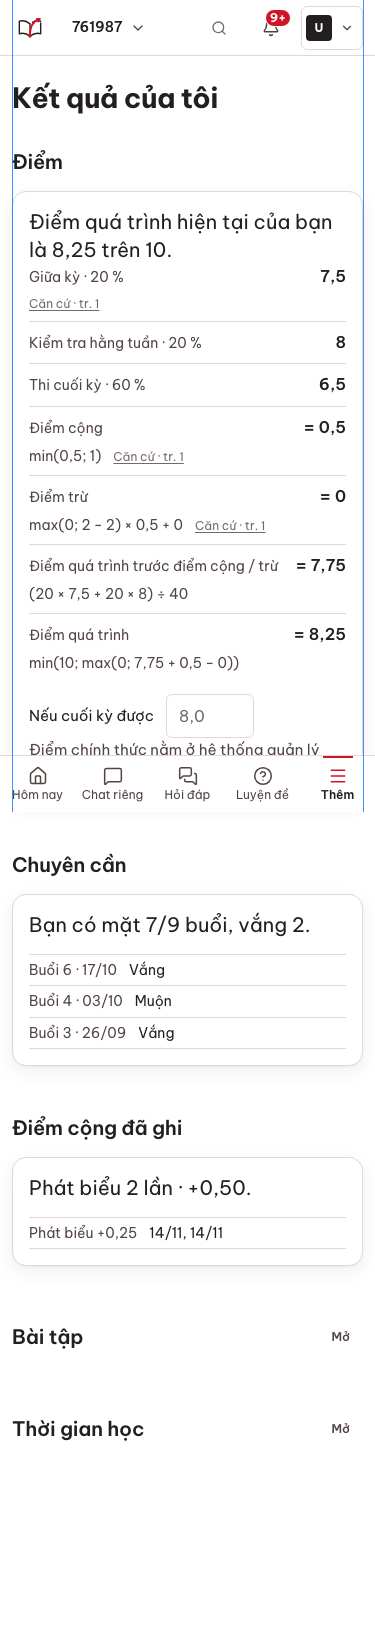 761987
9+
U
Kết quả của tôi
Điểm
Điểm quá trình hiện tại của bạn
là 8,25 trên 10.
Giữa kỳ · 20 %
7,5
Căn cứ · tr. 1
Kiểm tra hằng tuần · 20 %
8
Thi cuối kỳ · 60 %
6,5
Điểm cộng
= 0,5
min(0,5; 1) Căn cứ · tr. 1
Điểm trừ
= 0
max(0; 2 − 2) × 0,5 + 0 Căn cứ · tr. 1
Điểm quá trình trước điểm cộng / trừ
= 7,75
(20 × 7,5 + 20 × 8) ÷ 40
Điểm quá trình
= 8,25
min(10; max(0; 7,75 + 0,5 − 0))
Nếu cuối kỳ được 8,0
Điểm chính thức nằm ở hệ thống quản lý
Hôm nay
Chat riêng
Hỏi đáp
Luyện đề
Thêm
Chuyên cần
Bạn có mặt 7/9 buổi, vắng 2.
Buổi 6 · 17/10 Vắng
Buổi 4 · 03/10 Muộn
Buổi 3 · 26/09 Vắng
Điểm cộng đã ghi
Phát biểu 2 lần · +0,50.
Phát biểu +0,25 14/11, 14/11
Bài tập
Mở
Thời gian học
Mở